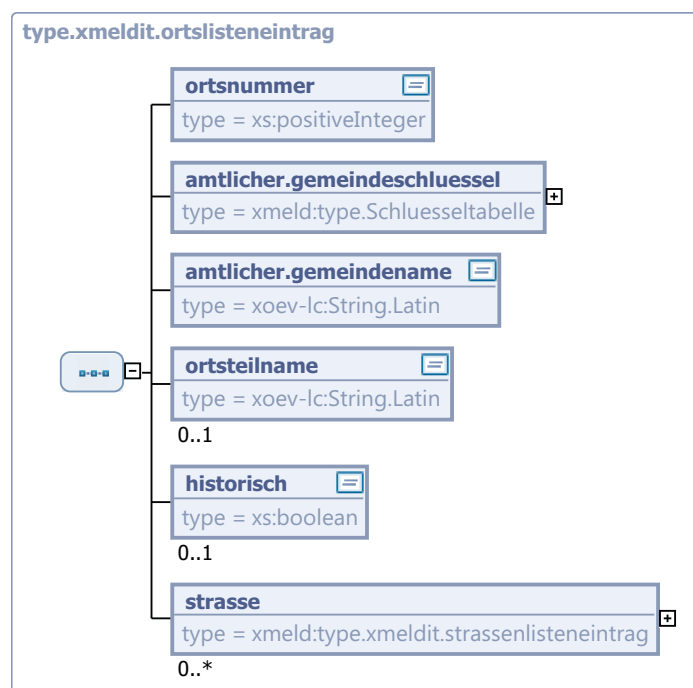 type.xmeldit.ortslisteneintrag
ortsnummer
type = xs:positiveInteger
amtlicher.gemeindeschluessel
type = xmeld:type.Schluesseltabelle
amtlicher.gemeindename
type = xoev-lc:String.Latin
ortsteilname
type = xoev-lc:String.Latin
0..1
historisch
type = xs:boolean
0..1
strasse
type = xmeld:type.xmeldit.strassenlisteneintrag
0..*